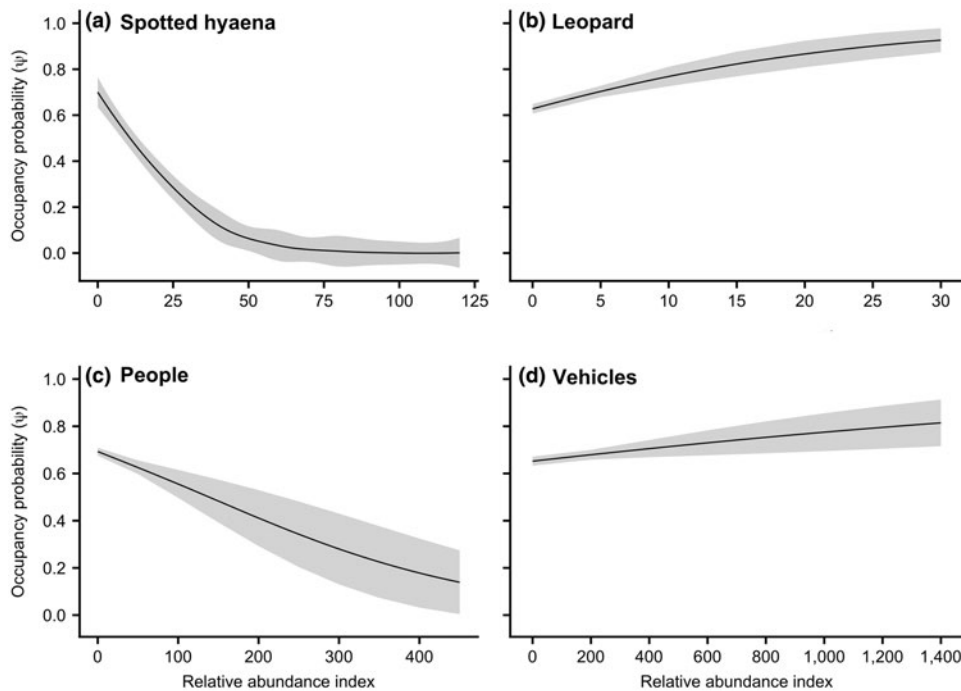 (a) Spotted hyaena
(b) Leopard
Occupancy probability (ψ)
1.0
0.8
0.6
0.4
0.2
0.0
0 25 50 75 100 125
0 5 10 15 20 25 30
(c) People
(d) Vehicles
Occupancy probability (ψ)
1.0
0.8
0.6
0.4
0.2
0.0
0 100 200 300 400
0 200 400 600 800 1,000 1,200 1,400
Relative abundance index
Relative abundance index